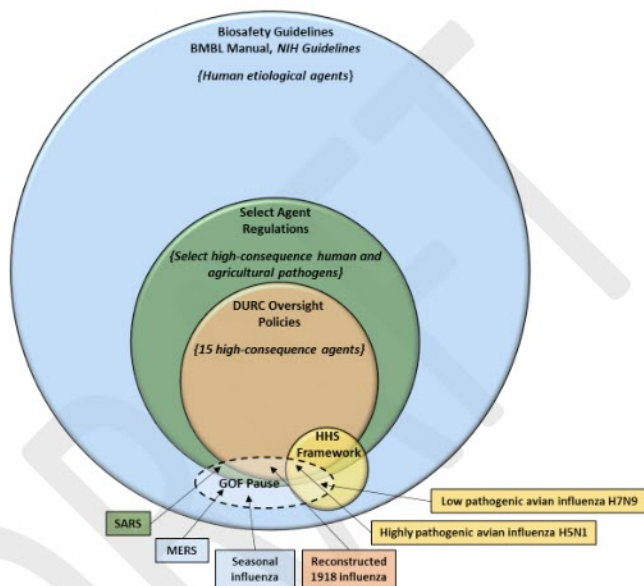 Biosafety Guidelines
BMBL Manual, NIH Guidelines
{Human etiological agents}
Select Agent
Regulations
{Select high-consequence human and
agricultural pathogens}
DURC Oversight
Policies
{15 high-consequence agents}
HHS
Framework
GOF Pause
Low pathogenic avian influenza H7N9
SARS
Highly pathogenic avian influenza H5N1
MERS
Seasonal
influenza
Reconstructed
1918 influenza
DRAFT